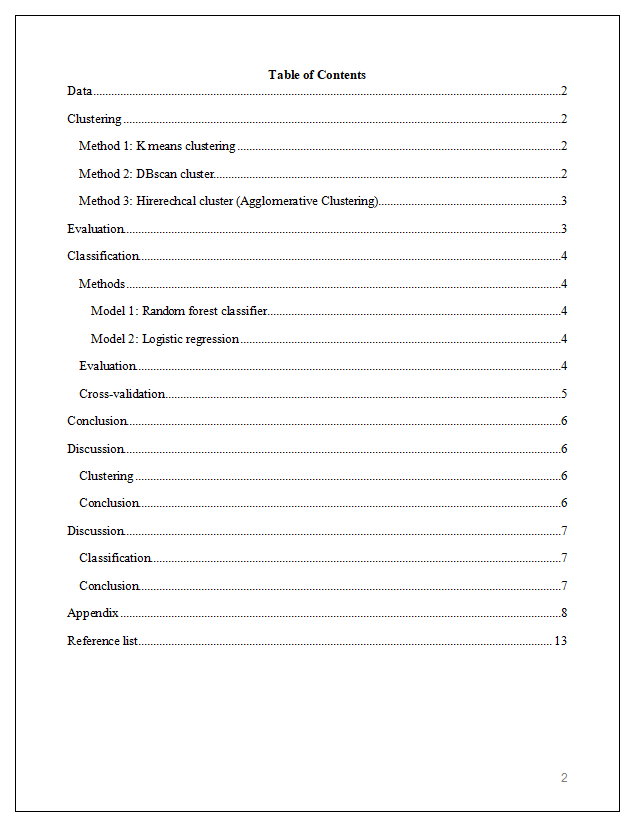 Table of Contents
Data 2
Clustering 2
Method 1: K means clustering 2
Method 2: DBscan cluster 2
Method 3: Hirerechcal cluster (Agglomerative Clustering) 3
Evaluation 3
Classification 4
Methods 4
Model 1: Random forest classifier 4
Model 2: Logistic regression 4
Evaluation 4
Cross-validation 5
Conclusion 6
Discussion 6
Clustering 6
Conclusion 6
Discussion 7
Classification 7
Conclusion 7
Appendix 8
Reference list 13
2